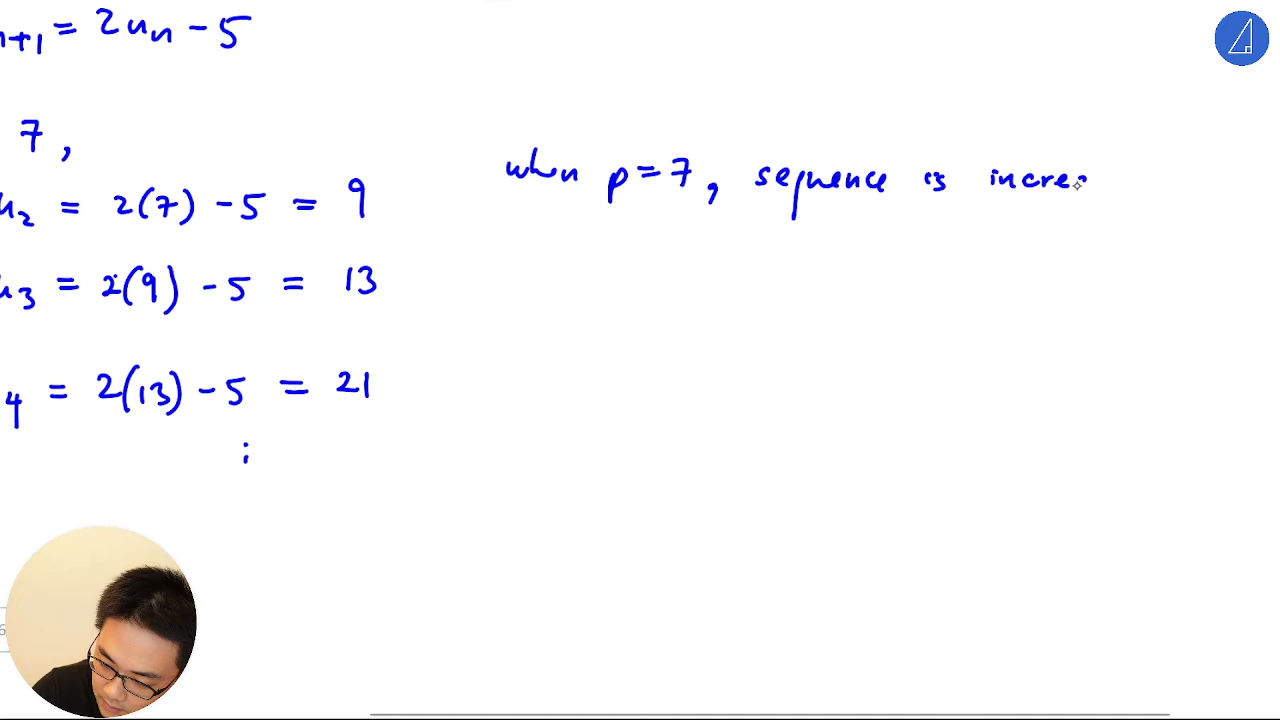 n+1 = 2un - 5
7,
u2 = 2(7) - 5 = 9
when p = 7, sequence is incre
u3 = 2(9) - 5 = 13
4 = 2(13) - 5 = 21
⋮
6